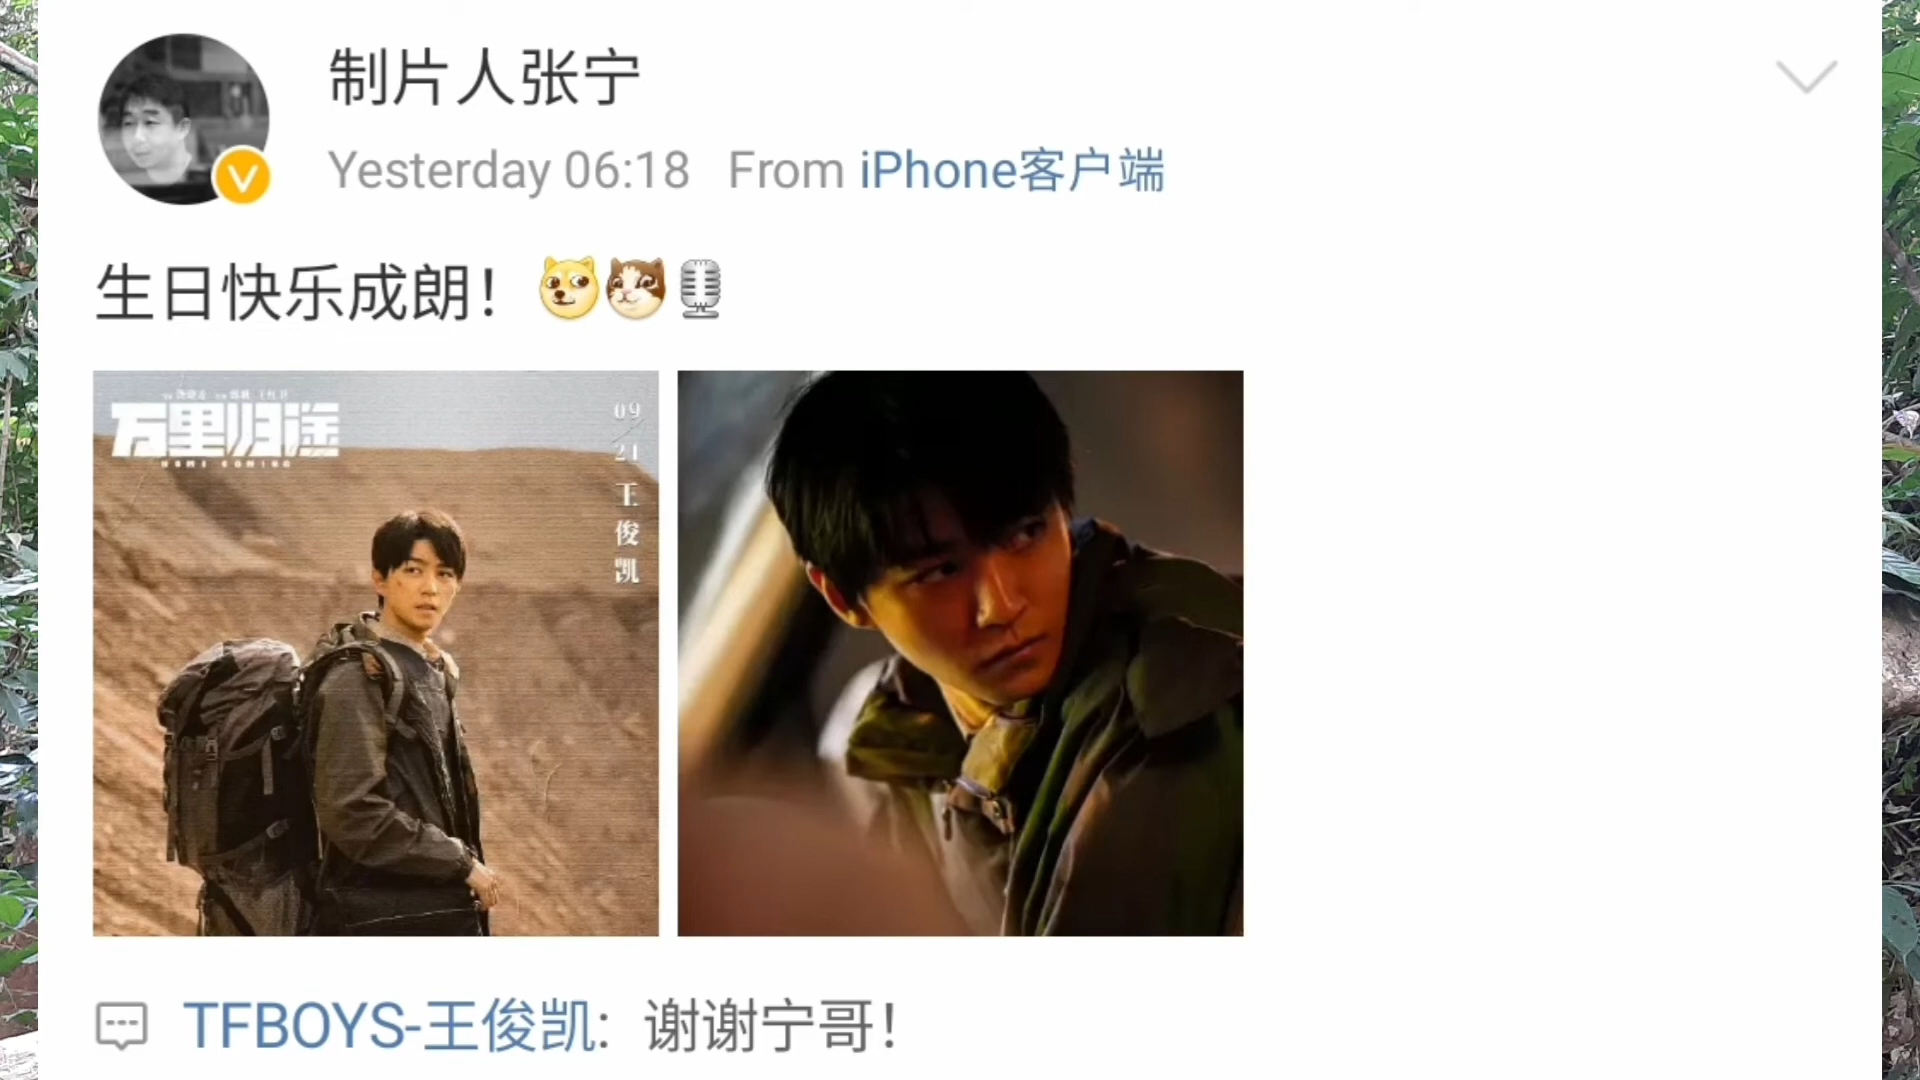 制片人张宁
Yesterday 06:18 From iPhone客户端
生日快乐成朗！
万里归途
HOME COMING
09
21
王俊凯
TFBOYS-王俊凯：谢谢宁哥！